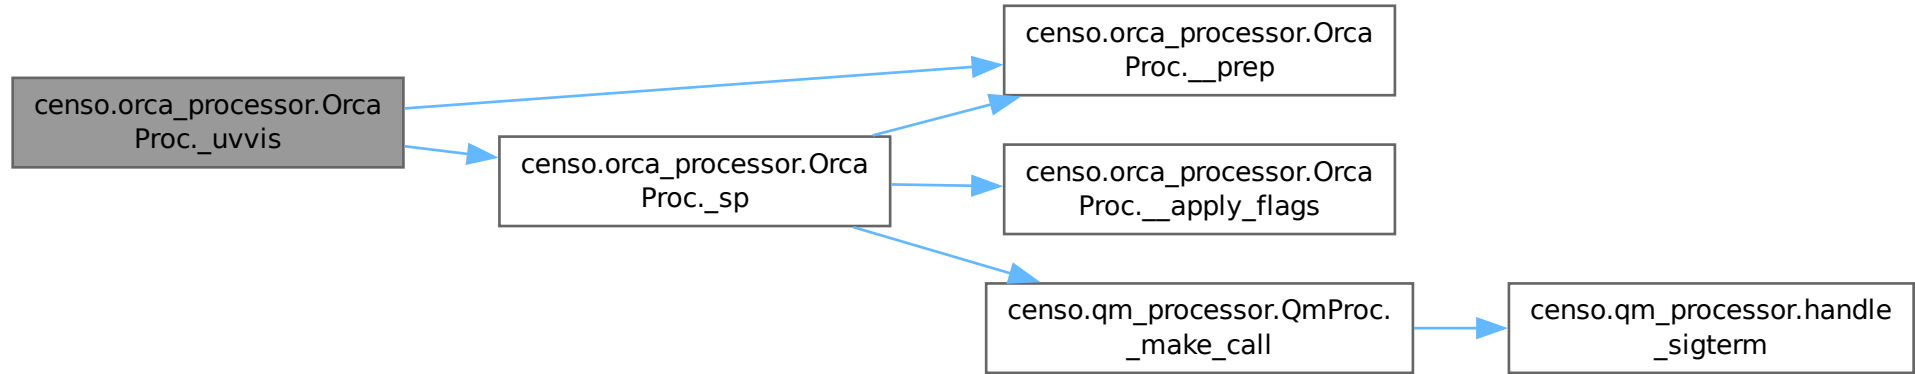 censo.orca_processor.Orca
Proc._uvvis
censo.orca_processor.Orca
Proc._sp
censo.orca_processor.Orca
Proc.__prep
censo.orca_processor.Orca
Proc.__apply_flags
censo.qm_processor.QmProc.
_make_call
censo.qm_processor.handle
_sigterm